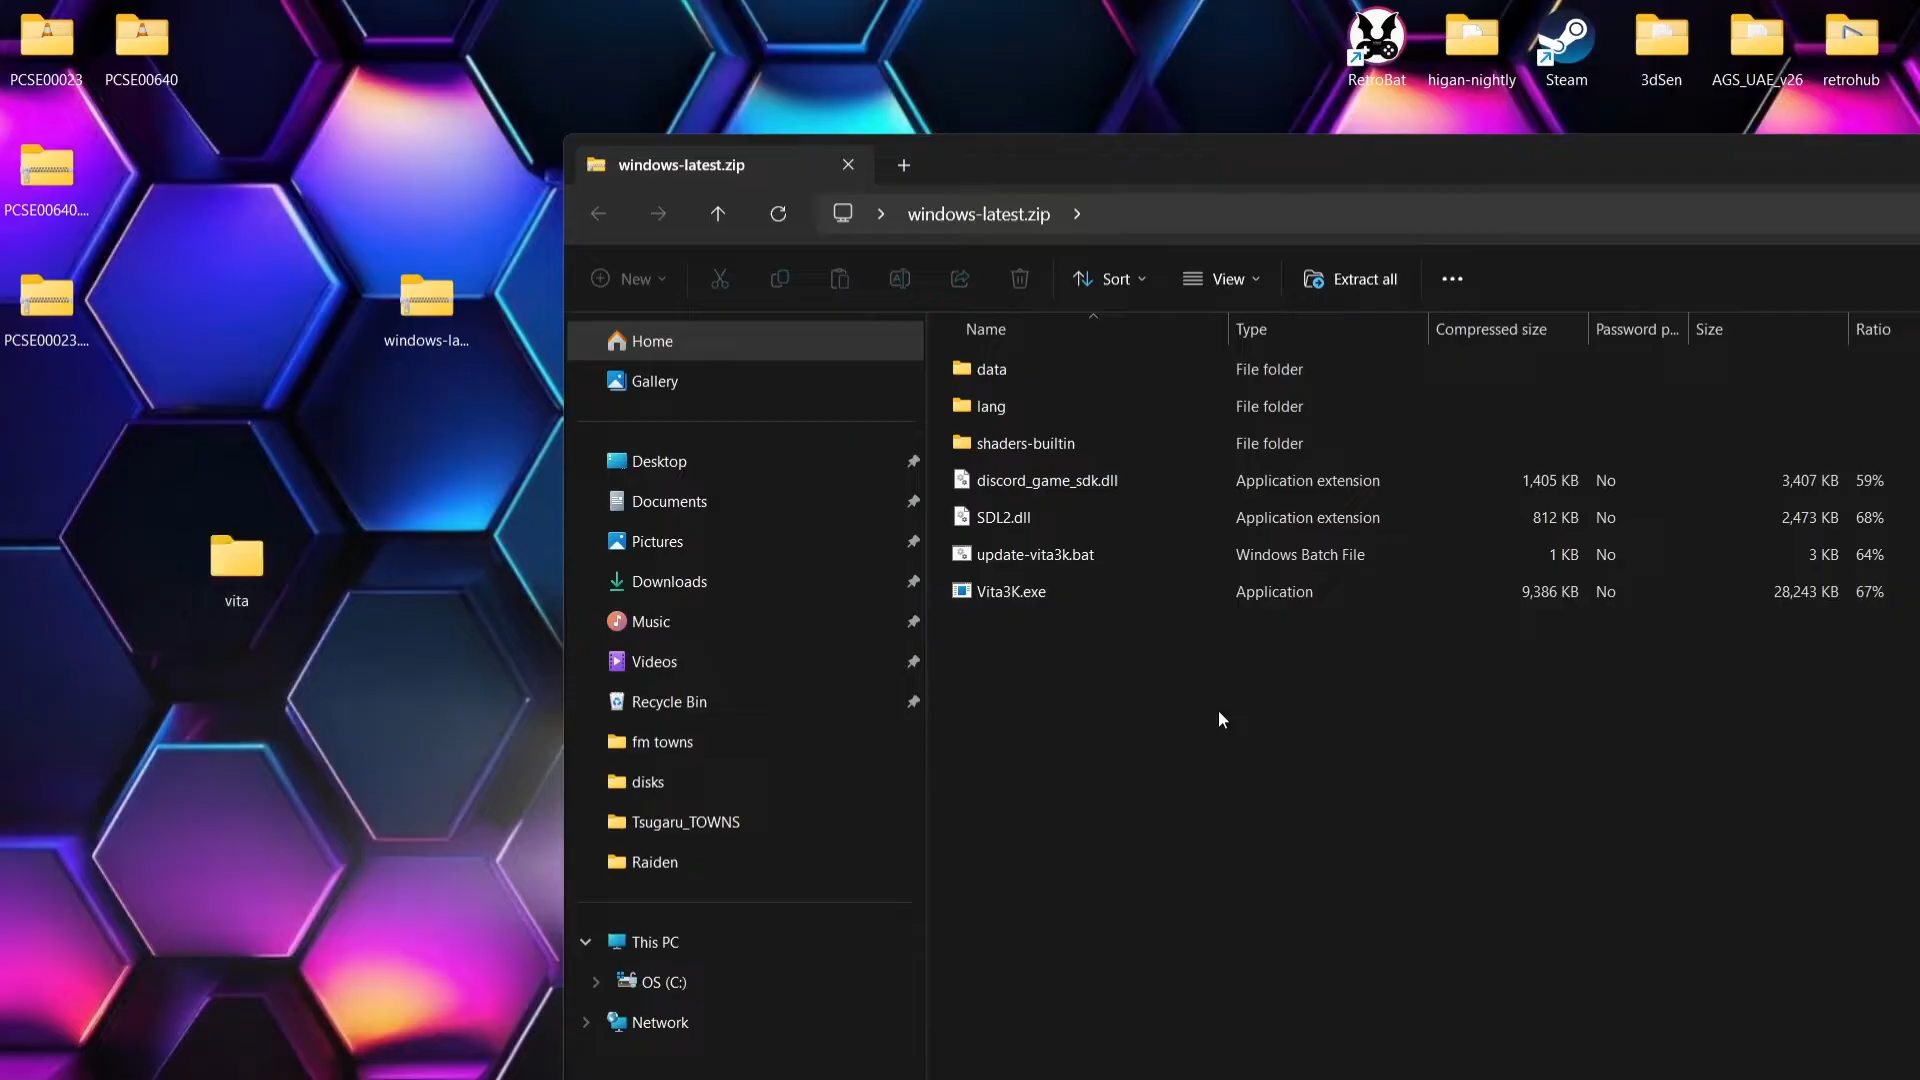 PCSE00023
PCSE00640
RetroBat
higan-nightly
Steam
3dSen
AGS_UAE_v26
retrohub
PCSE00640....
PCSE00023....
windows-la...
vita
windows-latest.zip
windows-latest.zip
New
Sort
View
Extract all
Home
Gallery
Desktop
Documents
Pictures
Downloads
Music
Videos
Recycle Bin
fm towns
disks
Tsugaru_TOWNS
Raiden
This PC
OS (C:)
Network
Name Type Compressed size Password p... Size Ratio
data File folder
lang File folder
shaders-builtin File folder
discord_game_sdk.dll Application extension 1,405 KB No 3,407 KB 59%
SDL2.dll Application extension 812 KB No 2,473 KB 68%
update-vita3k.bat Windows Batch File 1 KB No 3 KB 64%
Vita3K.exe Application 9,386 KB No 28,243 KB 67%